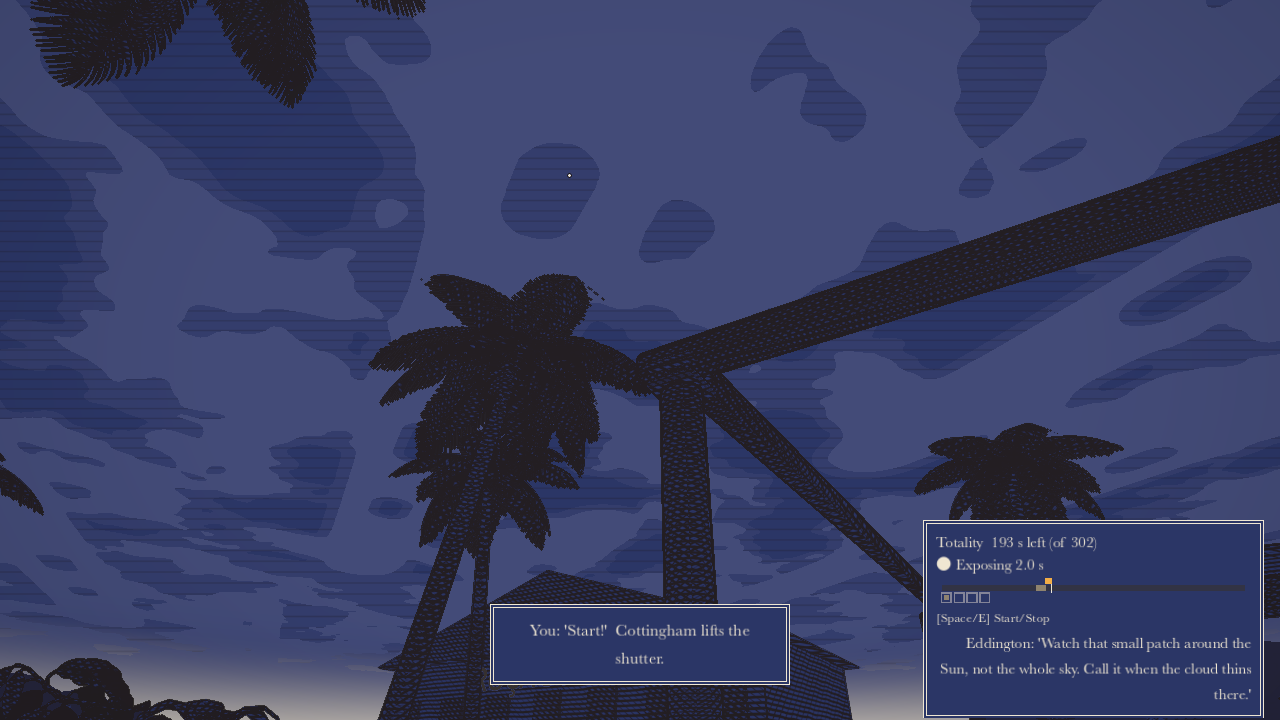 You: 'Start!' Cottingham lifts the
shutter.
Totality 193 s left (of 302)
Exposing 2.0 s
[Space/E] Start/Stop
Eddington: 'Watch that small patch around the
Sun, not the whole sky. Call it when the cloud thins
there.'